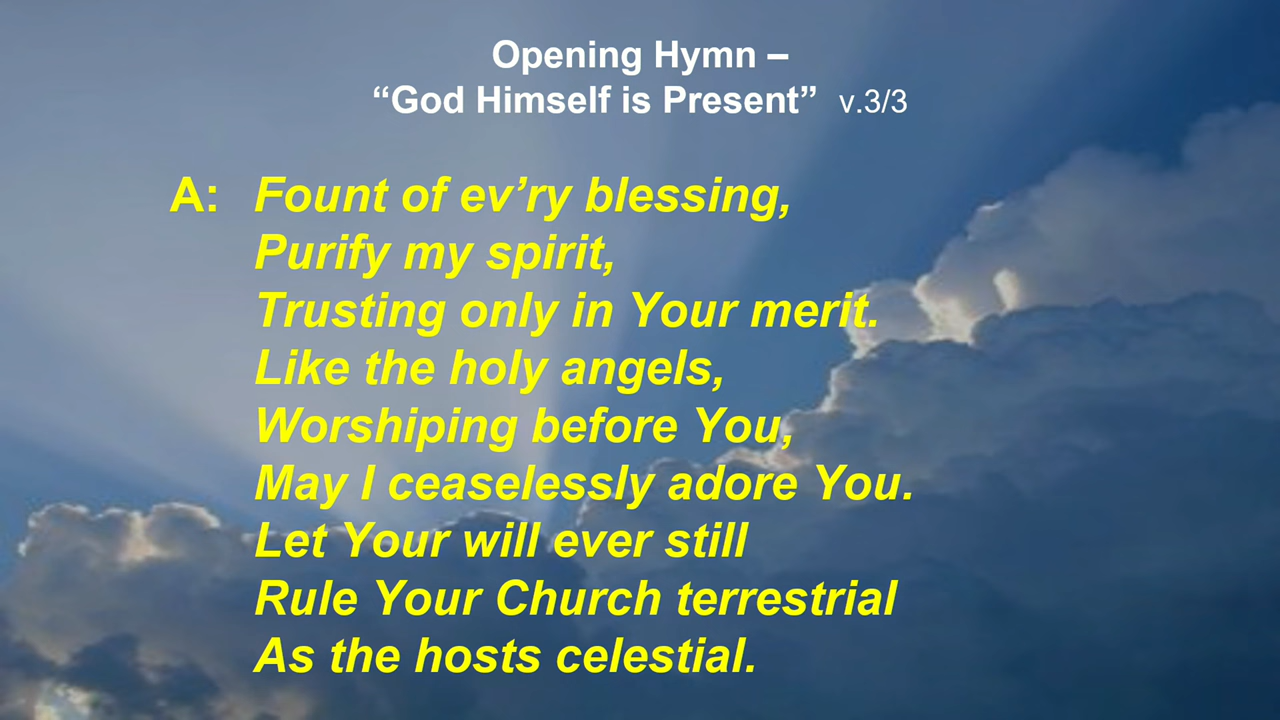 Opening Hymn –
“God Himself is Present” v.3/3
A: Fount of ev’ry blessing,
Purify my spirit,
Trusting only in Your merit.
Like the holy angels,
Worshiping before You,
May I ceaselessly adore You.
Let Your will ever still
Rule Your Church terrestrial
As the hosts celestial.